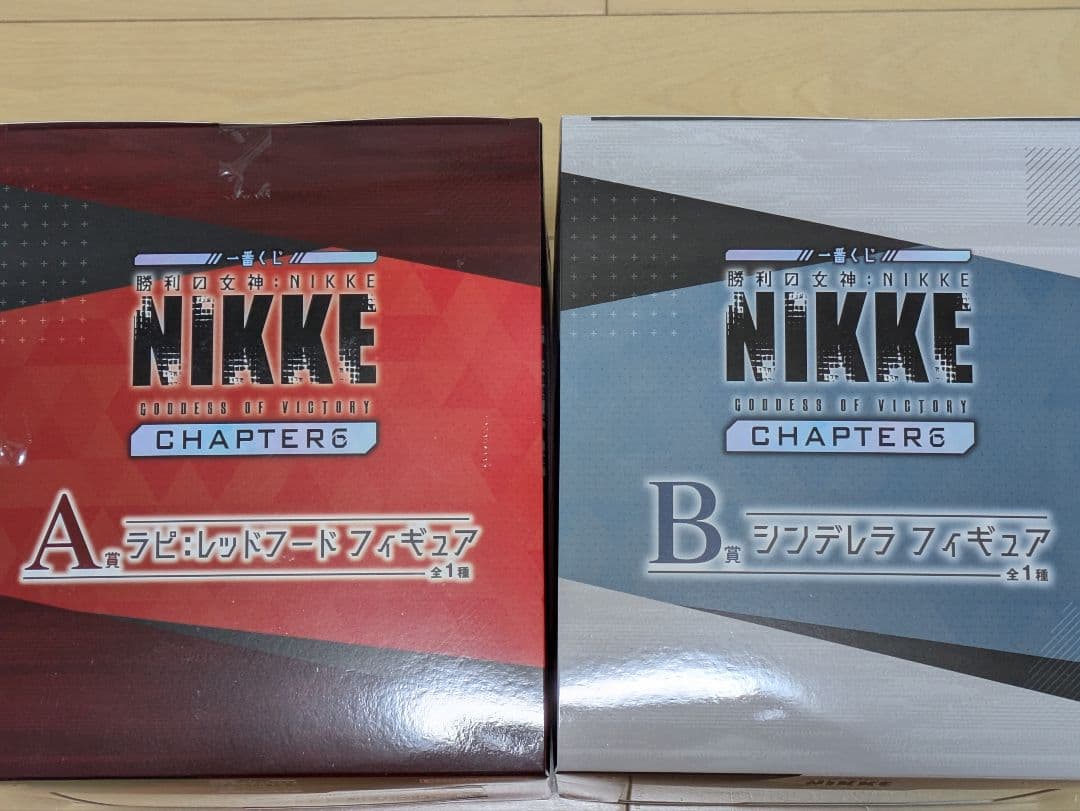 一番くじ
勝利の女神:NIKKE
NIKKE
GODDESS OF VICTORY
CHAPTER6
A賞 ラピ:レッドフード フィギュア
全1種
一番くじ
勝利の女神:NIKKE
NIKKE
GODDESS OF VICTORY
CHAPTER6
B賞 シンデレラ フィギュア
全1種
NIKKE